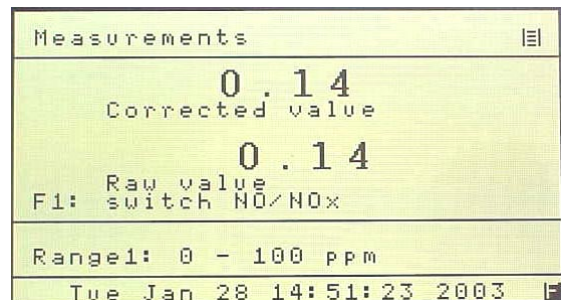 Measurements
0.14
Corrected value
0.14
Raw value
F1: switch NO/NOx
Range1: 0 - 100 ppm
Tue Jan 28 14:51:23 2003